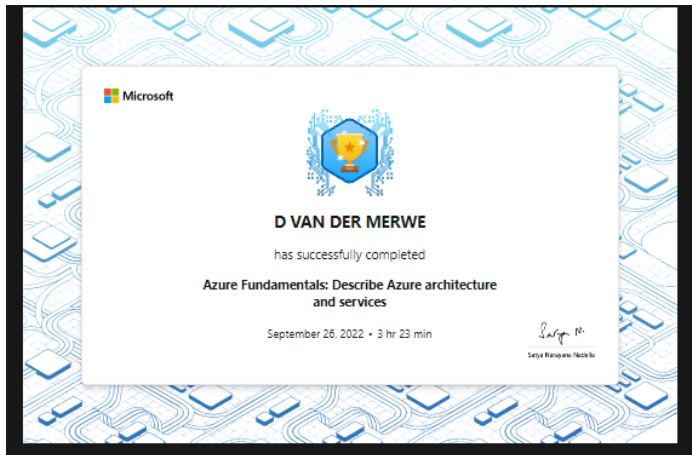 Microsoft
D VAN DER MERWE
has successfully completed
Azure Fundamentals: Describe Azure architecture
and services
September 26, 2022 • 3 hr 23 min
Satya N.
Satya Narayana Nadella